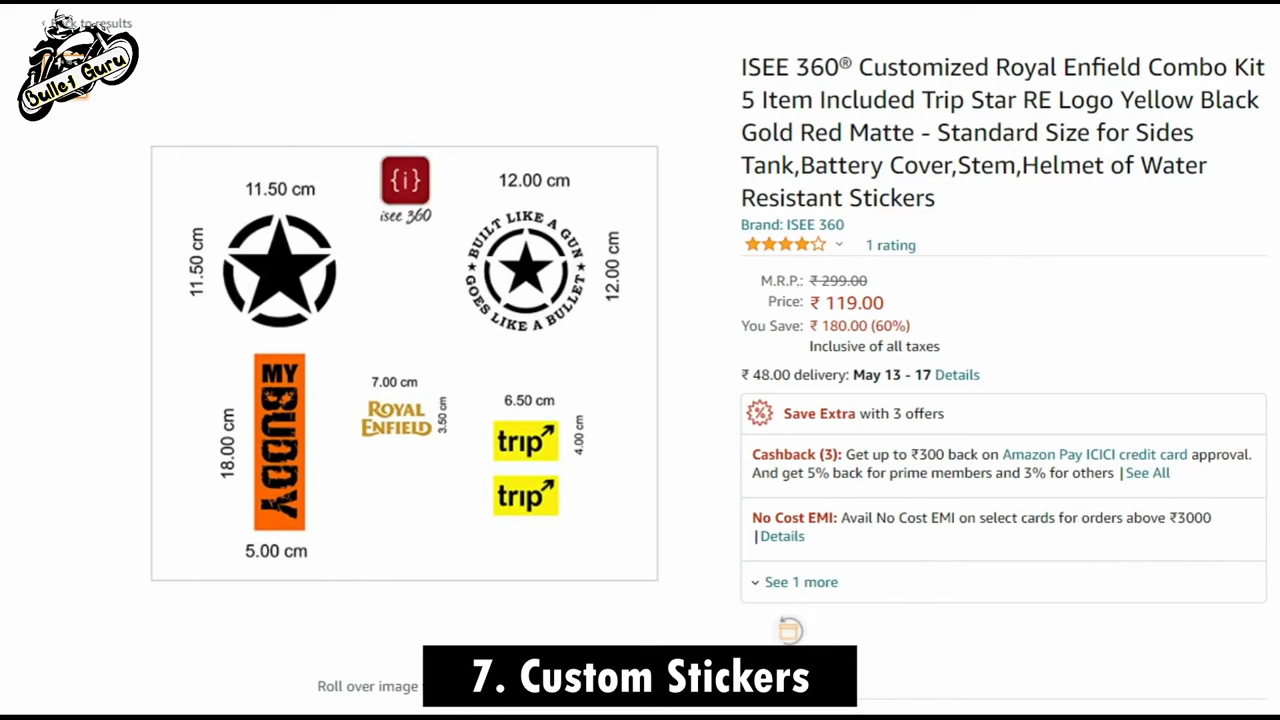 ‹ Back to results
Bullet Guru
ISEE 360® Customized Royal Enfield Combo Kit
5 Item Included Trip Star RE Logo Yellow Black
Gold Red Matte - Standard Size for Sides
Tank,Battery Cover,Stem,Helmet of Water
Resistant Stickers
Brand: ISEE 360
1 rating
M.R.P.: ₹ 299.00
Price: ₹ 119.00
You Save: ₹ 180.00 (60%)
Inclusive of all taxes
₹ 48.00 delivery: May 13 - 17 Details
Save Extra with 3 offers
Cashback (3): Get up to ₹300 back on Amazon Pay ICICI credit card approval.
And get 5% back for prime members and 3% for others |See All
No Cost EMI: Avail No Cost EMI on select cards for orders above ₹3000
|Details
See 1 more
11.50 cm
11.50 cm
{i}
isee 360
12.00 cm
12.00 cm
BUILT LIKE A GUN
GOES LIKE A BULLET
18.00 cm
MY
BUDDY
5.00 cm
7.00 cm
3.50 cm
ROYAL
ENFIELD
6.50 cm
4.00 cm
trip
trip
Roll over image
7. Custom Stickers